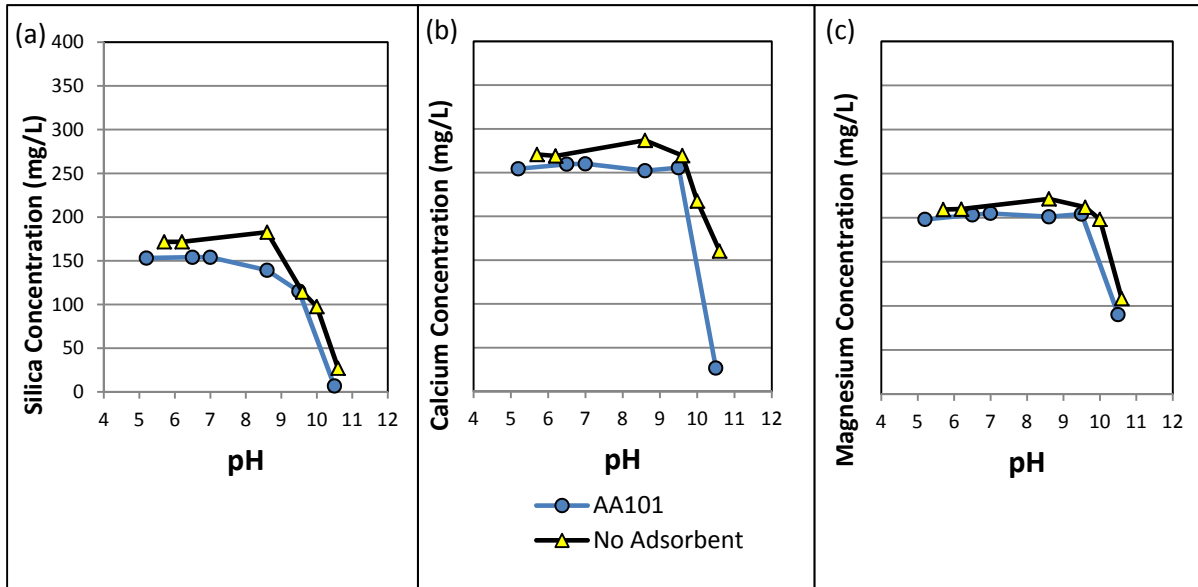 (a)
Silica Concentration (mg/L)
400
350
300
250
200
150
100
50
0
4 5 6 7 8 9 10 11 12
pH
(b)
Calcium Concentration (mg/L)
4 5 6 7 8 9 10 11 12
pH
(c)
Magnesium Concentration (mg/L)
4 5 6 7 8 9 10 11 12
pH
AA101
No Adsorbent